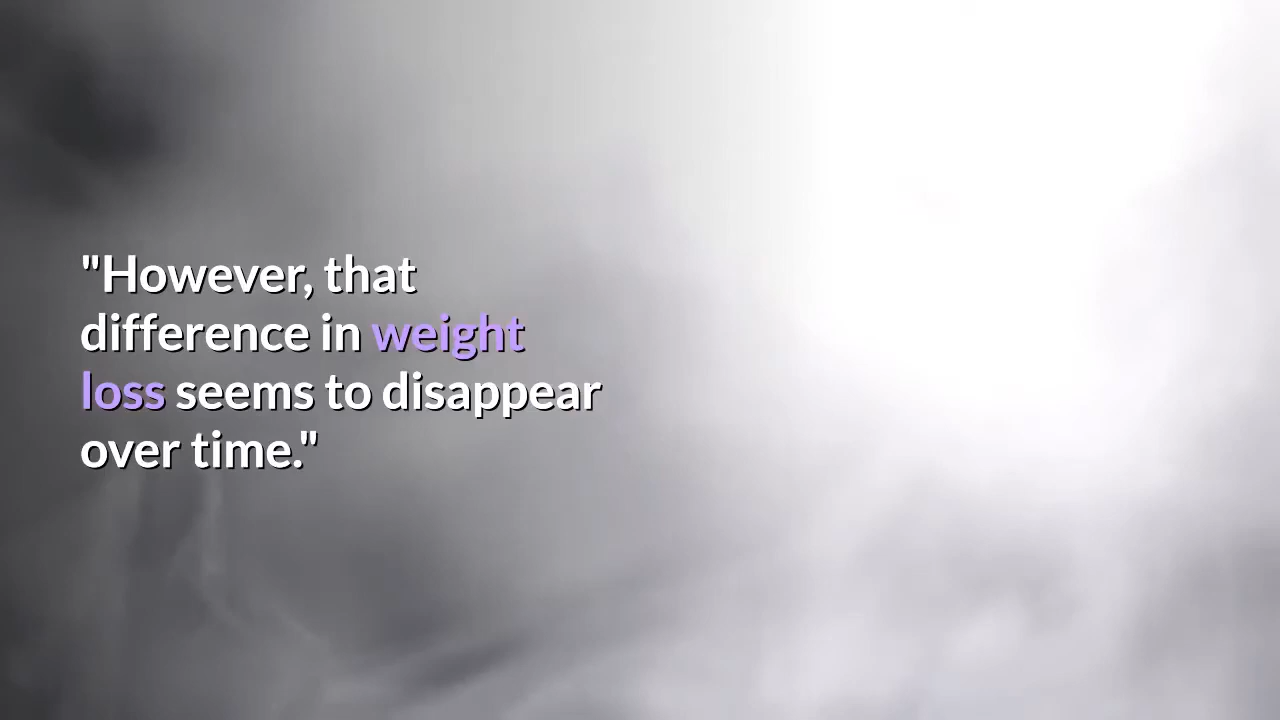 "However, that
difference in weight
loss seems to disappear
over time."